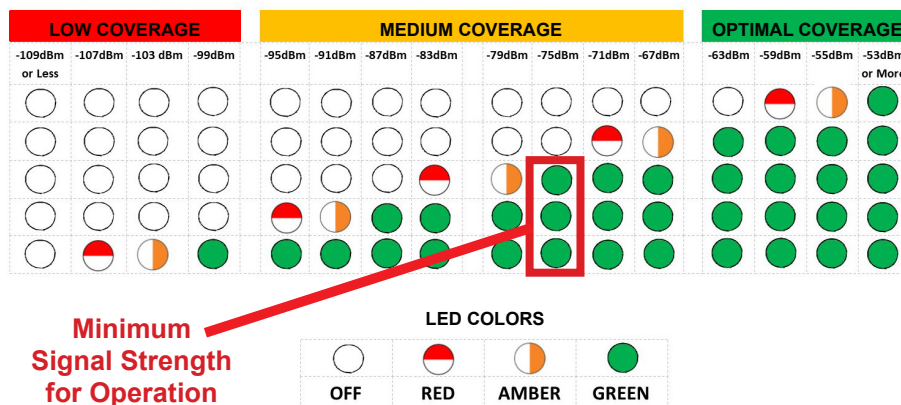 LOW COVERAGE MEDIUM COVERAGE OPTIMAL COVERAGE
-109dBm -107dBm -103 dBm -99dBm -95dBm -91dBm -87dBm -83dBm -79dBm -75dBm -71dBm -67dBm -63dBm -59dBm -55dBm -53dBm
or Less or More
Minimum
Signal Strength
for Operation
LED COLORS
OFF RED AMBER GREEN